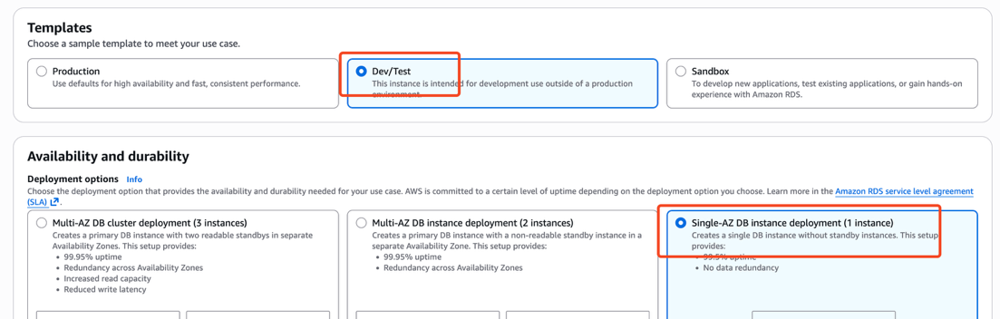 Templates
Choose a sample template to meet your use case.
Production
Use defaults for high availability and fast, consistent performance.
Dev/Test
This instance is intended for development use outside of a production
environment.
Sandbox
To develop new applications, test existing applications, or gain hands-on
experience with Amazon RDS.
Availability and durability
Deployment options Info
Choose the deployment option that provides the availability and durability needed for your use case. AWS is committed to a certain level of uptime depending on the deployment option you choose. Learn more in the Amazon RDS service level agreement
(SLA).
Multi-AZ DB cluster deployment (3 instances)
Creates a primary DB instance with two readable standbys in separate
Availability Zones. This setup provides:
• 99.95% uptime
• Redundancy across Availability Zones
• Increased read capacity
• Reduced write latency
Multi-AZ DB instance deployment (2 instances)
Creates a primary DB instance with a non-readable standby instance in a
separate Availability Zone. This setup provides:
• 99.95% uptime
• Redundancy across Availability Zones
Single-AZ DB instance deployment (1 instance)
Creates a single DB instance without standby instances. This setup
provides:
• 99.5% uptime
• No data redundancy